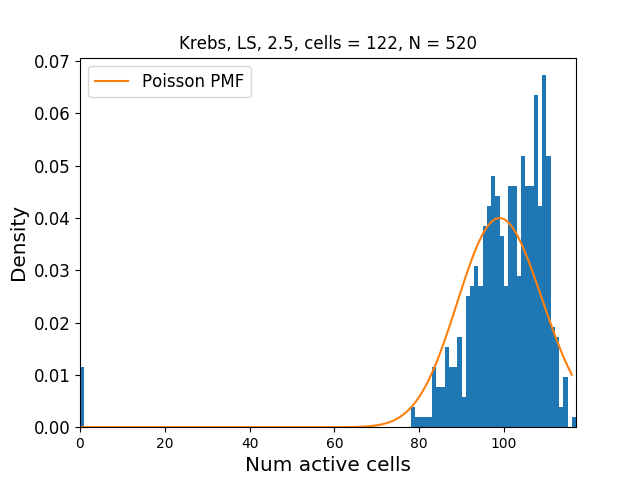 Krebs, LS, 2.5, cells = 122, N = 520
Poisson PMF
0.07
0.06
0.05
0.04
0.03
0.02
0.01
0.00
Density
0 20 40 60 80 100
Num active cells